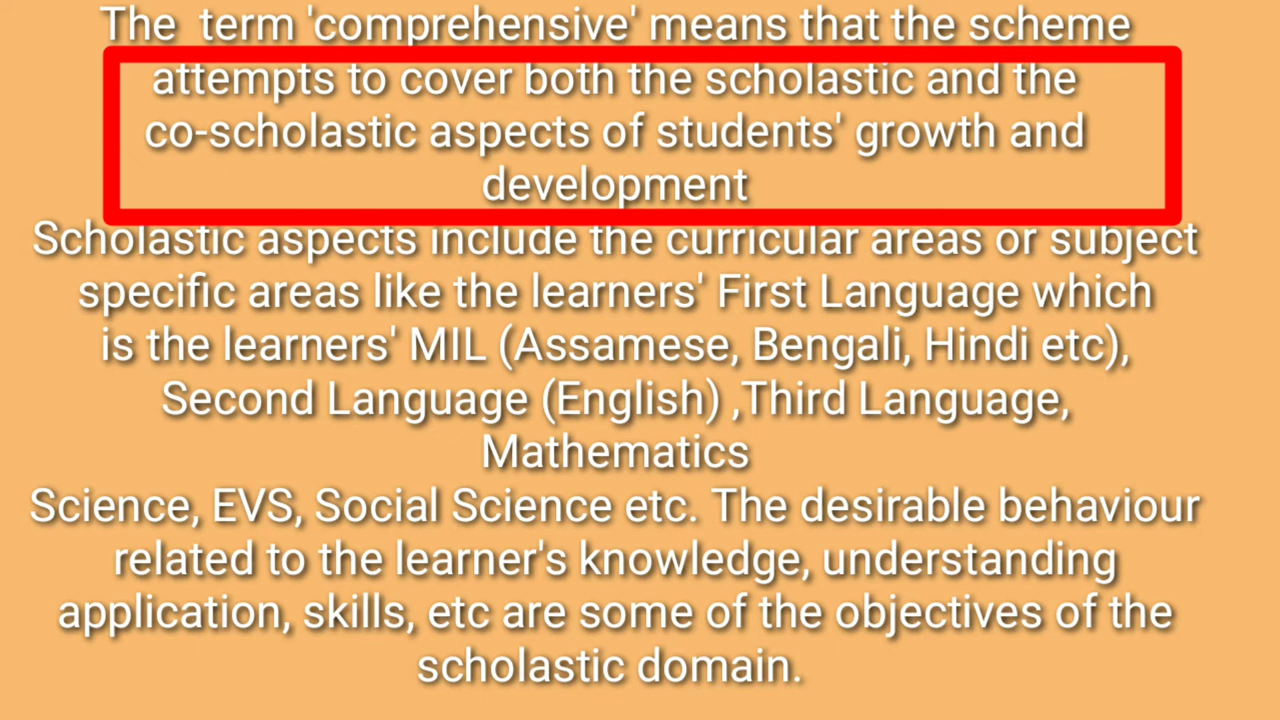 The term 'comprehensive' means that the scheme
attempts to cover both the scholastic and the
co-scholastic aspects of students' growth and
development
Scholastic aspects include the curricular areas or subject
specific areas like the learners' First Language which
is the learners' MIL (Assamese, Bengali, Hindi etc),
Second Language (English) ,Third Language,
Mathematics
Science, EVS, Social Science etc. The desirable behaviour
related to the learner's knowledge, understanding
application, skills, etc are some of the objectives of the
scholastic domain.